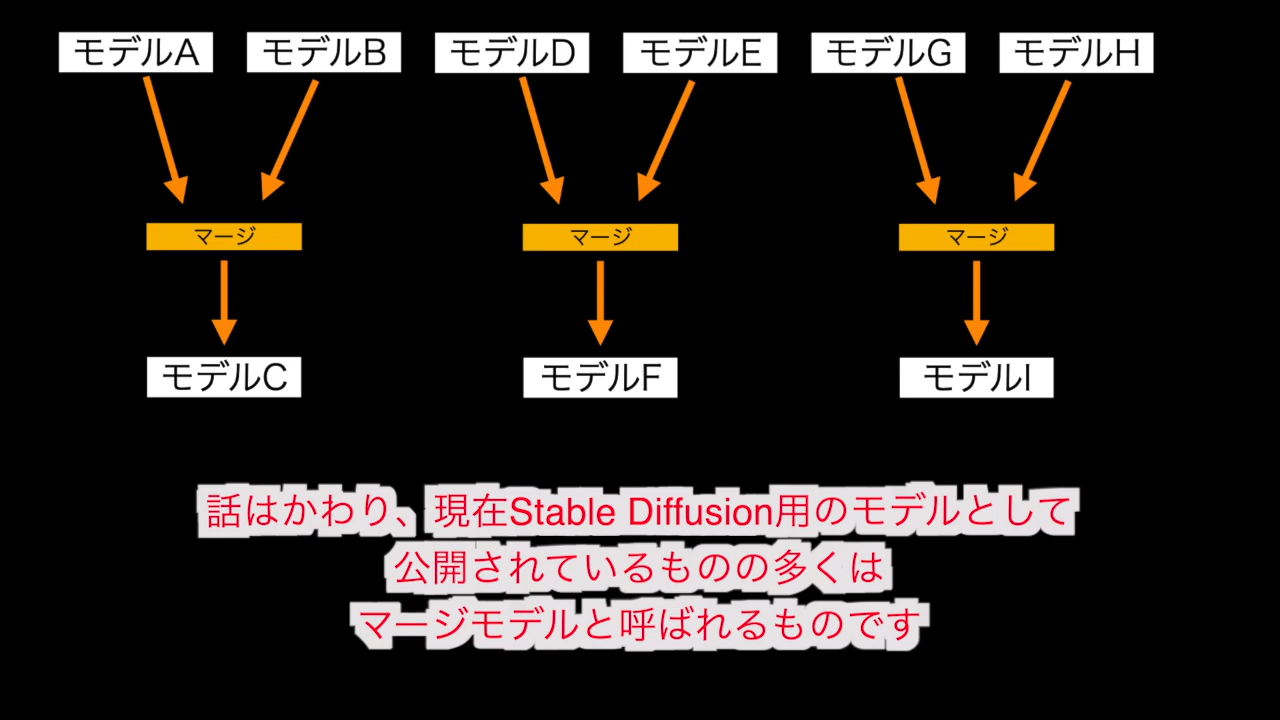 モデルA
モデルB
モデルD
モデルE
モデルG
モデルH
マージ
マージ
マージ
モデルC
モデルF
モデルI
話はかわり、現在Stable Diffusion用のモデルとして
公開されているものの多くは
マージモデルと呼ばれるものです